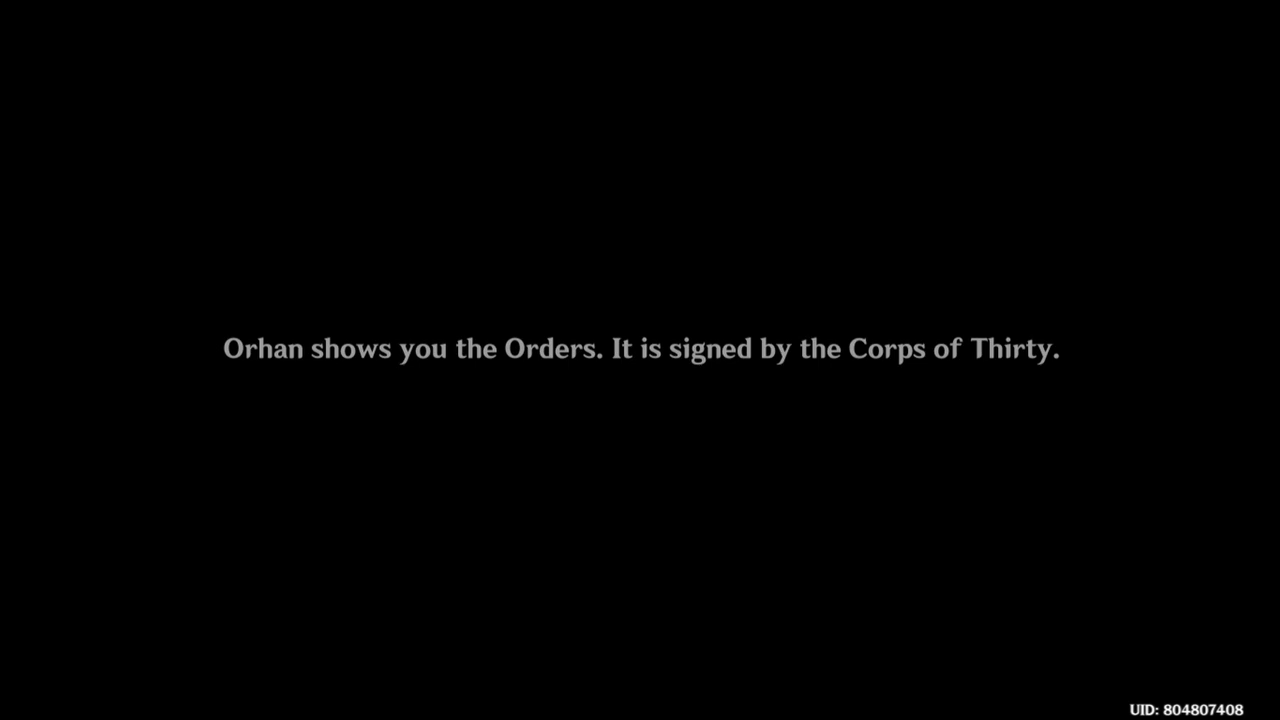 Orhan shows you the Orders. It is signed by the Corps of Thirty.
UID: 804807408